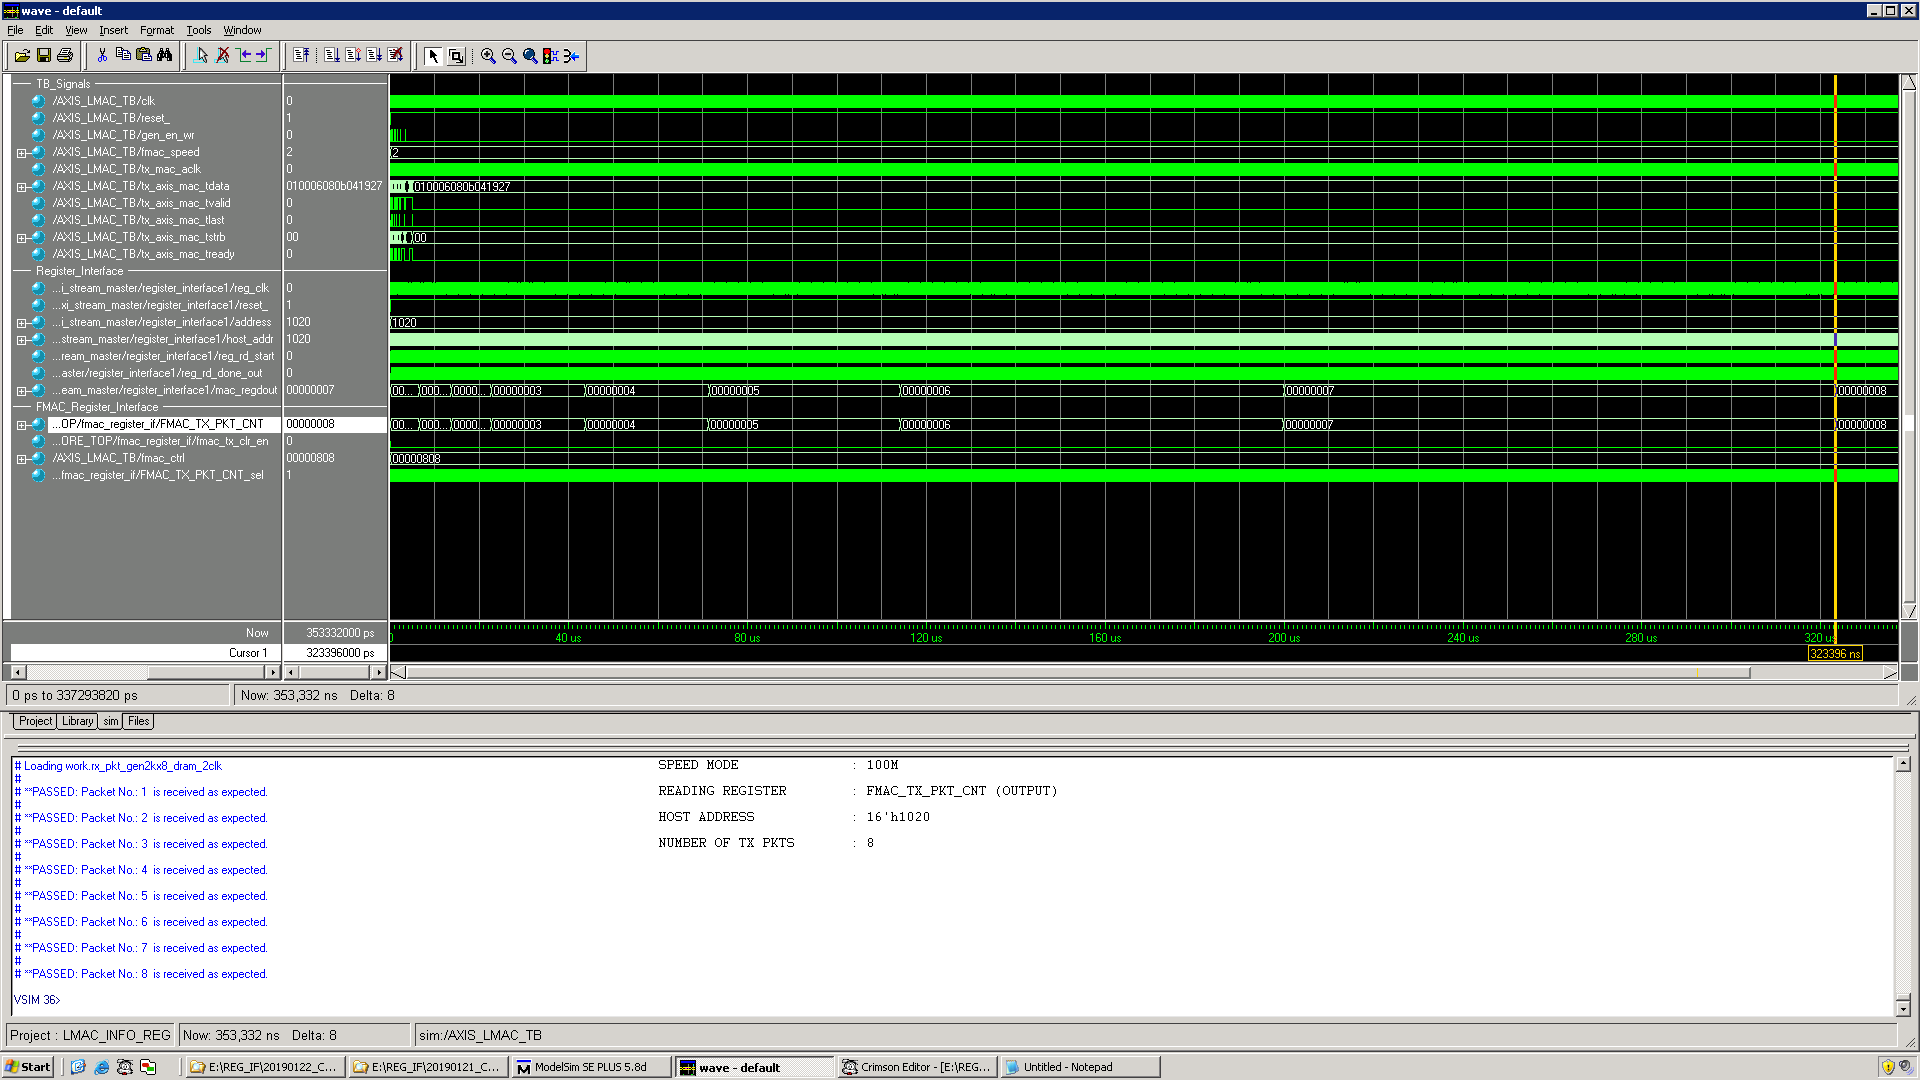 wave - default
File Edit View Insert Format Tools Window
TB_Signals
/AXIS_LMAC_TB/clk 0
/AXIS_LMAC_TB/reset_ 1
/AXIS_LMAC_TB/gen_en_wr 0
/AXIS_LMAC_TB/fmac_speed 2 2
/AXIS_LMAC_TB/tx_mac_aclk 0
/AXIS_LMAC_TB/tx_axis_mac_tdata 010006080b041927 010006080b041927
/AXIS_LMAC_TB/tx_axis_mac_tvalid 0
/AXIS_LMAC_TB/tx_axis_mac_tlast 0
/AXIS_LMAC_TB/tx_axis_mac_tstrb 00 00
/AXIS_LMAC_TB/tx_axis_mac_tready 0
Register_Interface
...i_stream_master/register_interface1/reg_clk 0
...xi_stream_master/register_interface1/reset_ 1
...i_stream_master/register_interface1/address 1020 1020
...stream_master/register_interface1/host_addr 1020
...ream_master/register_interface1/reg_rd_start 0
...aster/register_interface1/reg_rd_done_out 0
...eam_master/register_interface1/mac_regdout 00000007 00... 000... 0000... 00000003 00000004 00000005 00000006 00000007 00000008
FMAC_Register_Interface
...OP/fmac_register_if/FMAC_TX_PKT_CNT 00000008 00... 000... 0000... 00000003 00000004 00000005 00000006 00000007 00000008
...ORE_TOP/fmac_register_if/fmac_tx_clr_en 0
/AXIS_LMAC_TB/fmac_ctrl 00000808 00000808
...fmac_register_if/FMAC_TX_PKT_CNT_sel 1
Now 353332000 ps 0 40 us 80 us 120 us 160 us 200 us 240 us 280 us 320 us
Cursor 1 323396000 ps 323396 ns
0 ps to 337293820 ps Now: 353,332 ns Delta: 8
Project Library sim Files
# Loading work.rx_pkt_gen2kx8_dram_2clk SPEED MODE : 100M
#
# **PASSED: Packet No.: 1 is received as expected. READING REGISTER : FMAC_TX_PKT_CNT (OUTPUT)
#
# **PASSED: Packet No.: 2 is received as expected. HOST ADDRESS : 16'h1020
#
# **PASSED: Packet No.: 3 is received as expected. NUMBER OF TX PKTS : 8
#
# **PASSED: Packet No.: 4 is received as expected.
#
# **PASSED: Packet No.: 5 is received as expected.
#
# **PASSED: Packet No.: 6 is received as expected.
#
# **PASSED: Packet No.: 7 is received as expected.
#
# **PASSED: Packet No.: 8 is received as expected.
VSIM 36>
Project : LMAC_INFO_REG Now: 353,332 ns Delta: 8 sim:/AXIS_LMAC_TB
Start E:\REG_IF\20190122_C... E:\REG_IF\20190121_C... ModelSim SE PLUS 5.8d wave - default Crimson Editor - [E:\REG... Untitled - Notepad